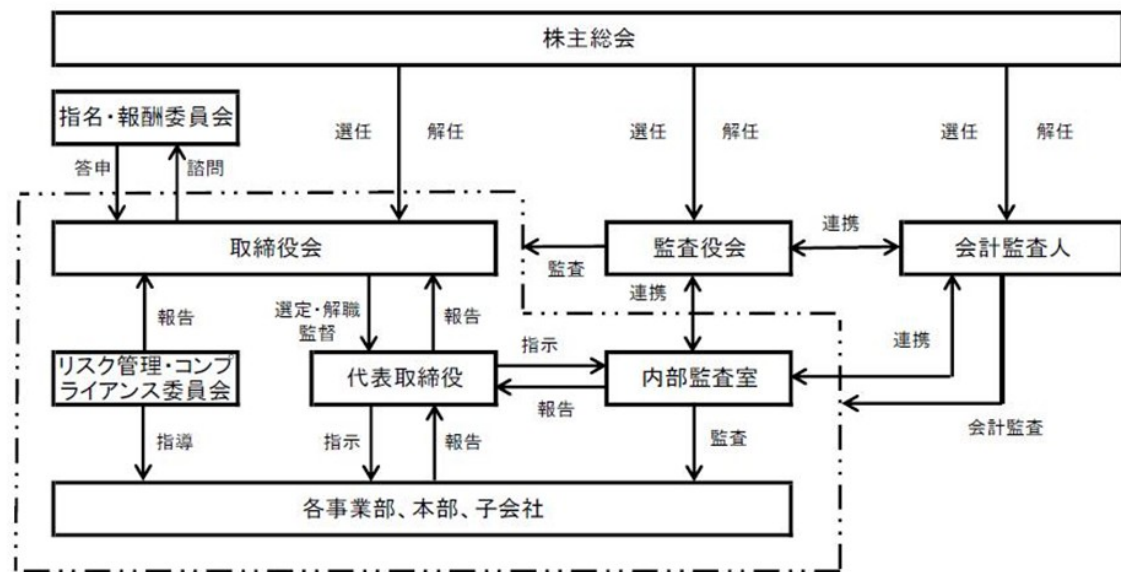 株主総会
指名・報酬委員会
選任
解任
選任
解任
選任
解任
答申
諮問
取締役会
監査役会
会計監査人
連携
監査
報告
選定・解職
監督
報告
連携
指示
連携
リスク管理・コンプ
ライアンス委員会
代表取締役
内部監査室
報告
会計監査
指導
指示
報告
監査
各事業部、本部、子会社